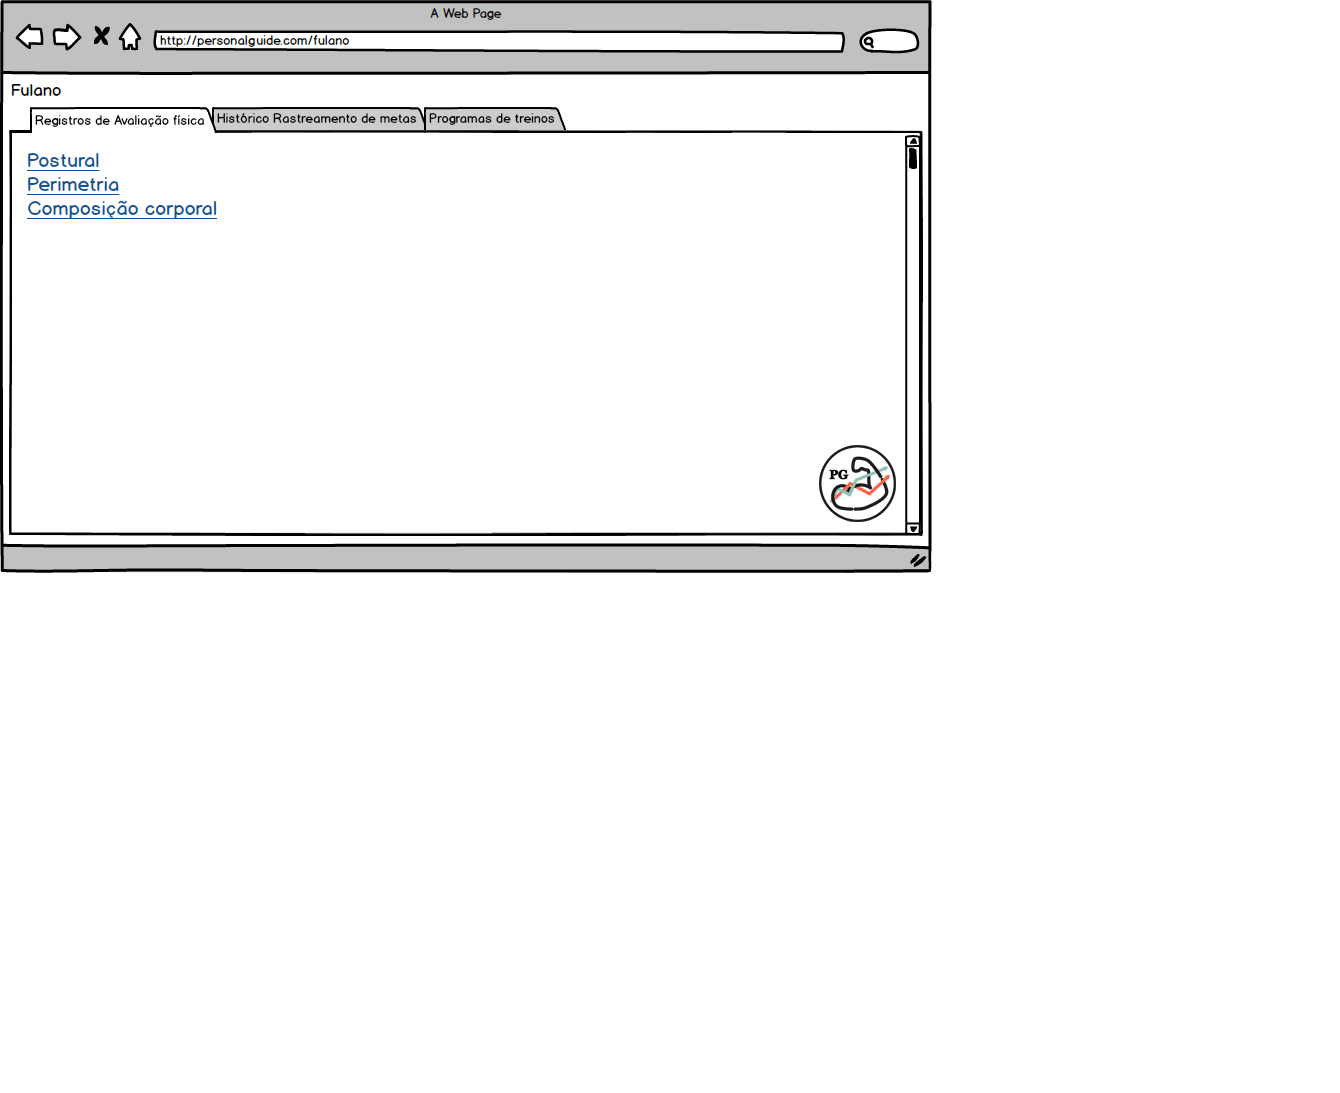 A Web Page
http://personalguide.com/fulano
Fulano
Registros de Avaliação física
Histórico Rastreamento de metas
Programas de treinos
Postural
Perimetria
Composição corporal
PG